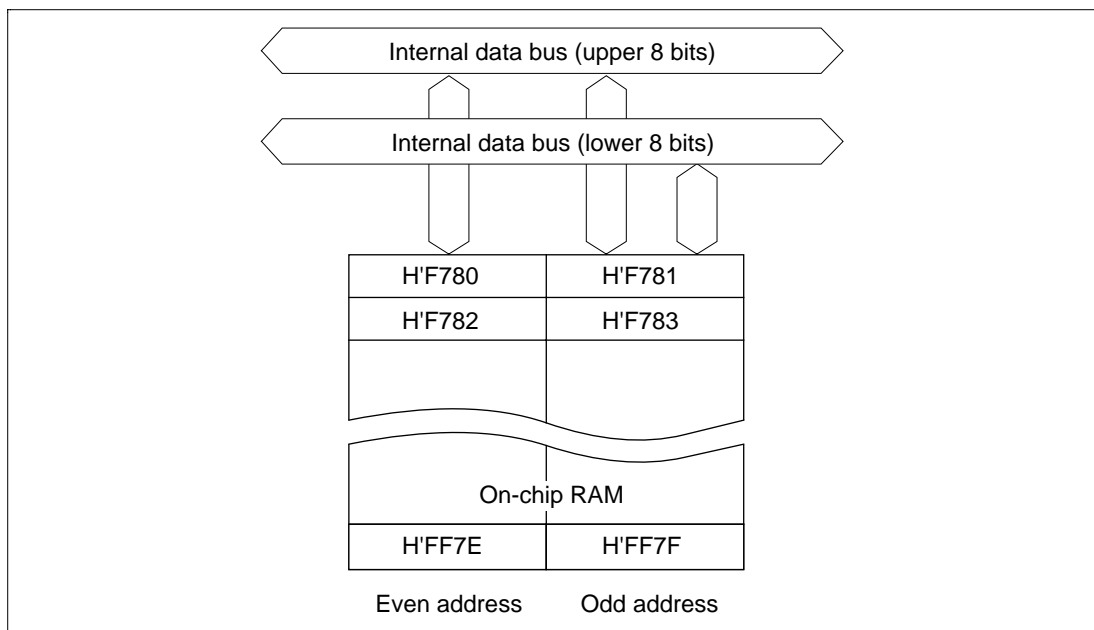 Internal data bus (upper 8 bits)
Internal data bus (lower 8 bits)
H'F780 H'F781
H'F782 H'F783
On-chip RAM
H'FF7E H'FF7F
Even address Odd address